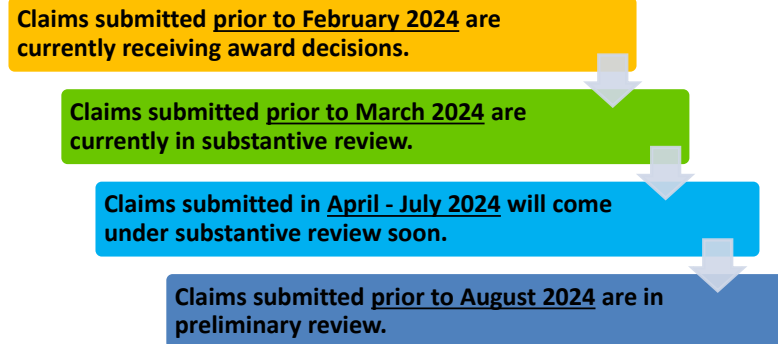 Claims submitted prior to February 2024 are
currently receiving award decisions.
Claims submitted prior to March 2024 are
currently in substantive review.
Claims submitted in April - July 2024 will come
under substantive review soon.
Claims submitted prior to August 2024 are in
preliminary review.